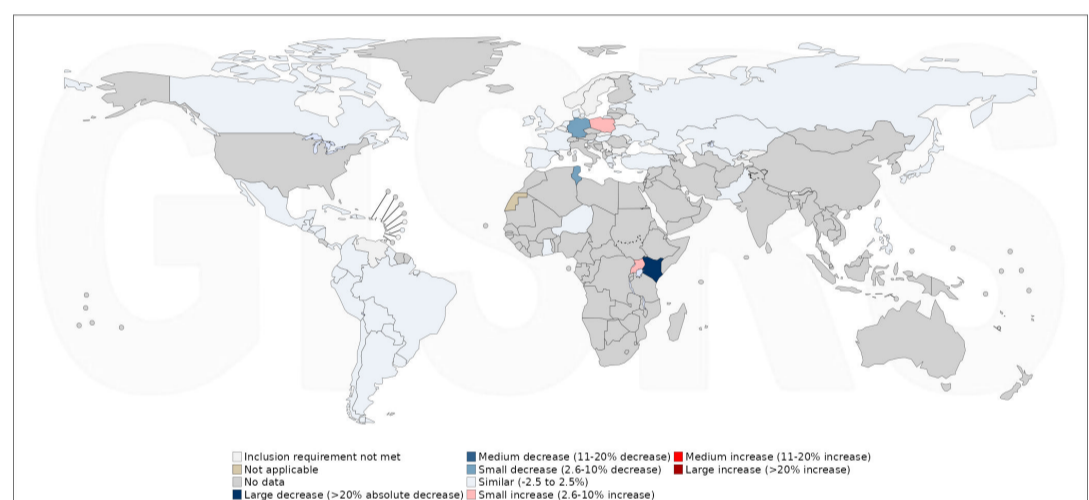 GISRS
Inclusion requirement not met
Not applicable
No data
Large decrease (>20% absolute decrease)
Medium decrease (11-20% decrease)
Small decrease (2.6-10% decrease)
Similar (-2.5 to 2.5%)
Small increase (2.6-10% increase)
Medium increase (11-20% increase)
Large increase (>20% increase)